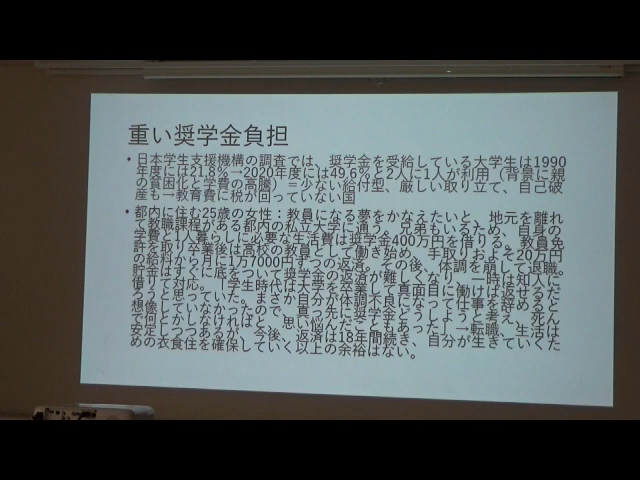 重い奨学金負担
• 日本学生支援機構の調査では、奨学金を受給している大学生は1990
年度には21.8%→2020年度には49.6%と2人に1人が利用（背景に親
の貧困化と学費の高騰）＝少ない給付型、厳しい取り立て、自己破
産も→教育費に税が回っていない国
• 都内に住む25歳の女性：教員になる夢をかなえたいと、地元を離れ
て教職課程がある都内の私立大学に通う。兄弟もいるため、自身の
学費と1人暮らしに必要な生活費は奨学金400万円を借りる。教員免
許を取り卒業後は高校の教員として働き始め、手取りおよそ20万円
の給料から月に1万7000円ずつの返済。その後、体調を崩して退職。
貯金はすぐに底をついて奨学金の返済が難しくなり、一時は知人に
借りて対応。「学生時代は大学を卒業して真面目に働けば返せるだ
ろうと思っていた。まさか自分が体調不良になって仕事を辞めると
想像していなかったので、真っ先に奨学金どうしようと考え、
で何とかしなければと、思い悩んだこともあった」→転職、生活は
安定しつつあるが、今後、返済は18年間続き、自分が生きていくた
めの衣食住を確保していく以上の余裕はない。